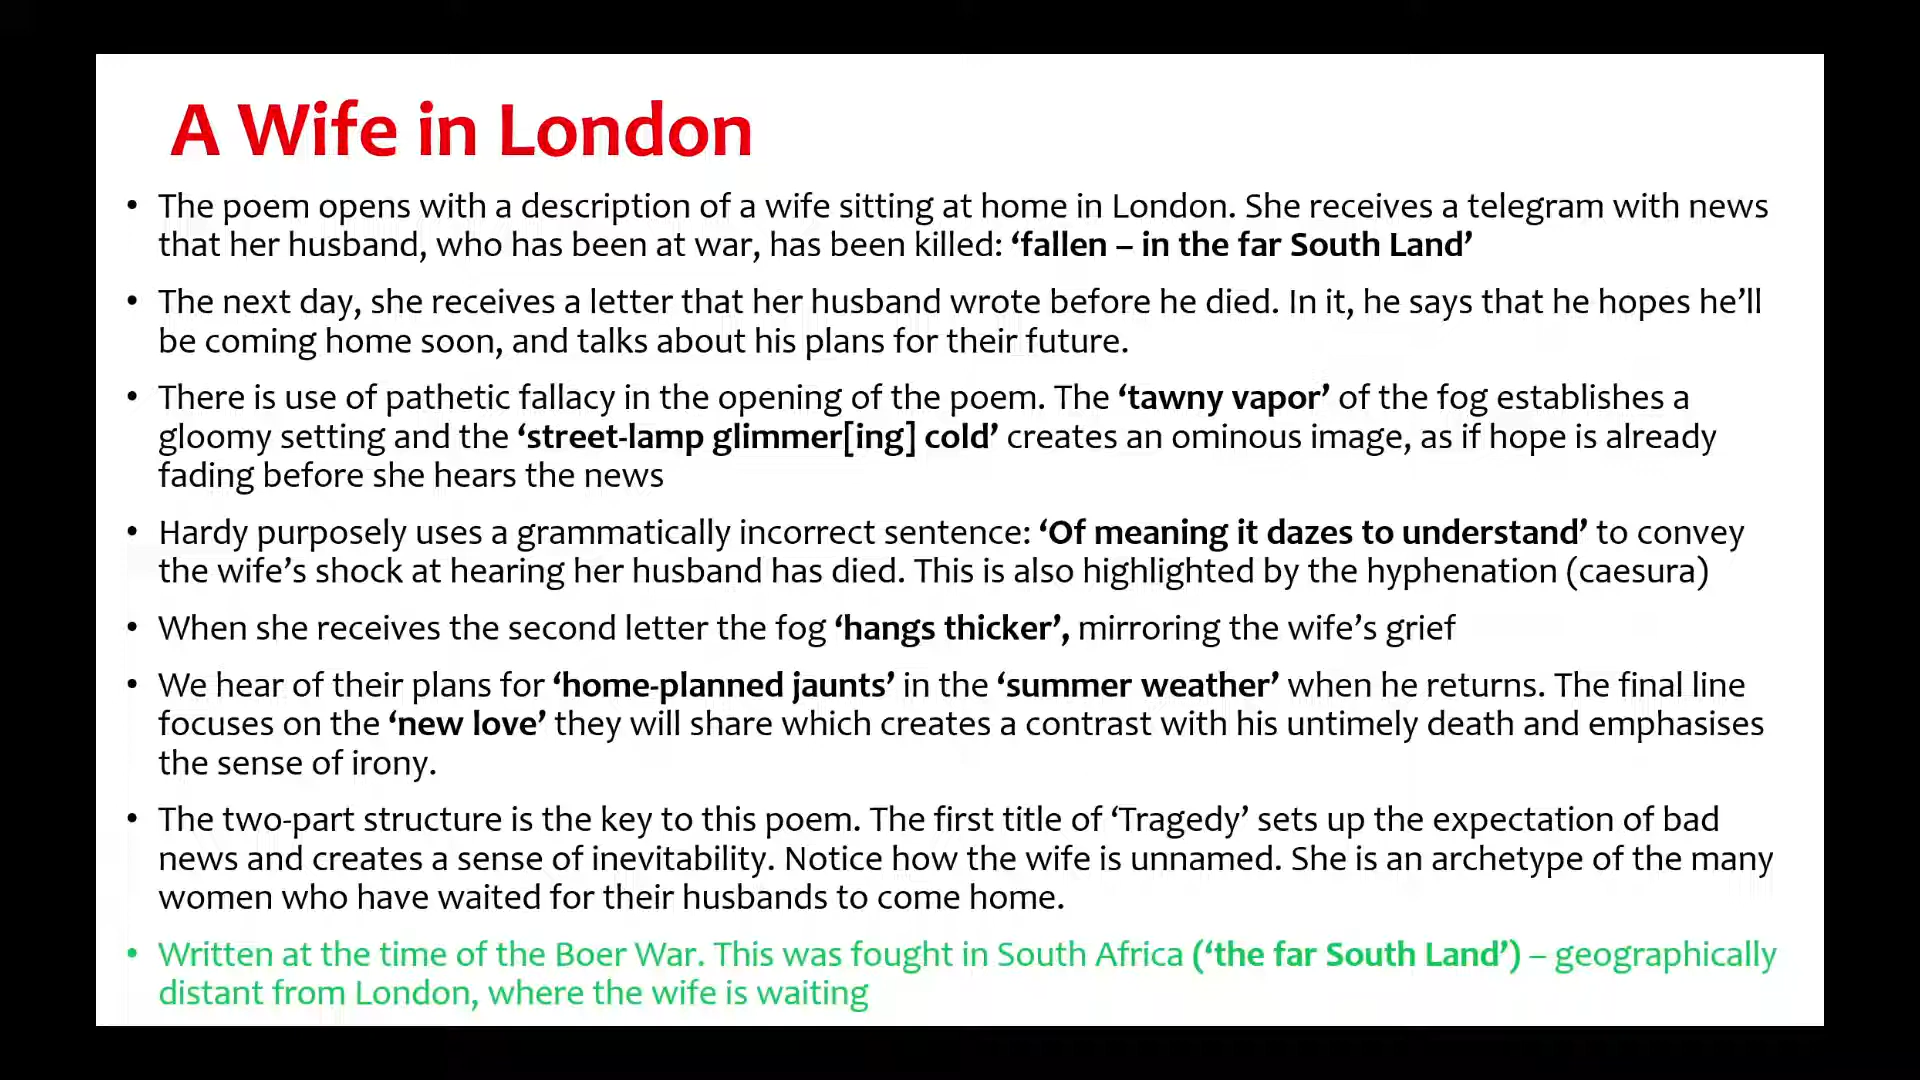 A Wife in London
• The poem opens with a description of a wife sitting at home in London. She receives a telegram with news
that her husband, who has been at war, has been killed: ‘fallen – in the far South Land’
• The next day, she receives a letter that her husband wrote before he died. In it, he says that he hopes he’ll
be coming home soon, and talks about his plans for their future.
• There is use of pathetic fallacy in the opening of the poem. The ‘tawny vapor’ of the fog establishes a
gloomy setting and the ‘street-lamp glimmer[ing] cold’ creates an ominous image, as if hope is already
fading before she hears the news
• Hardy purposely uses a grammatically incorrect sentence: ‘Of meaning it dazes to understand’ to convey
the wife’s shock at hearing her husband has died. This is also highlighted by the hyphenation (caesura)
• When she receives the second letter the fog ‘hangs thicker’, mirroring the wife’s grief
• We hear of their plans for ‘home-planned jaunts’ in the ‘summer weather’ when he returns. The final line
focuses on the ‘new love’ they will share which creates a contrast with his untimely death and emphasises
the sense of irony.
• The two-part structure is the key to this poem. The first title of ‘Tragedy’ sets up the expectation of bad
news and creates a sense of inevitability. Notice how the wife is unnamed. She is an archetype of the many
women who have waited for their husbands to come home.
• Written at the time of the Boer War. This was fought in South Africa (‘the far South Land’) – geographically
distant from London, where the wife is waiting